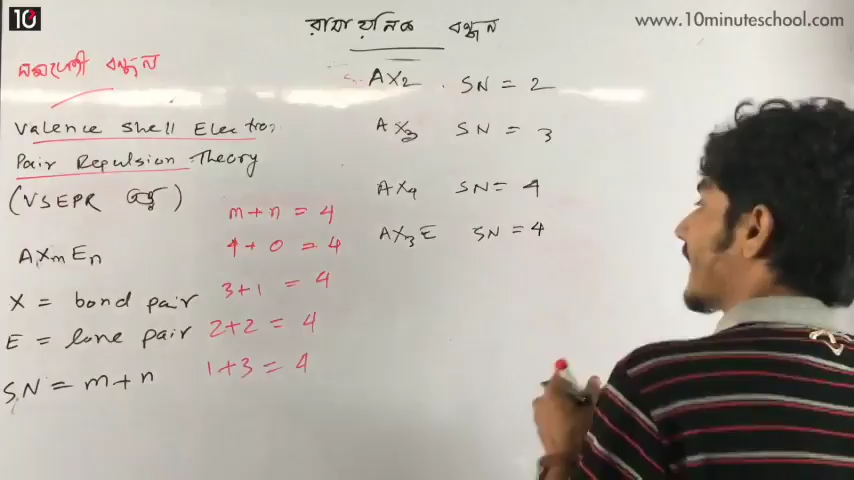 10
www.10minuteschool.com
রাসায়নিক বন্ধন
সমযোজী বন্ধন
Valence Shell Electron
Pair Repulsion Theory
(VSEPR তত্ত্ব)
AXmEn
X = bond pair
E = lone pair
SN = m+n
m+n = 4
4+0 = 4
3+1 = 4
2+2 = 4
1+3 = 4
AX2 SN = 2
AX3 SN = 3
AX4 SN = 4
AX3E SN = 4